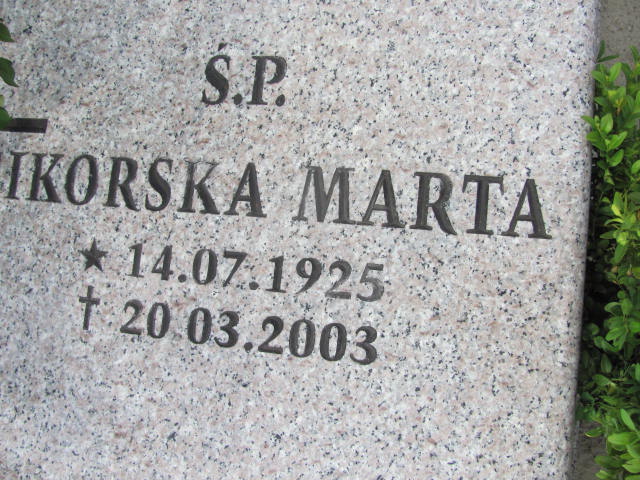 Ś.P.
IKORSKA MARTA
★ 14.07.1925
✝ 20 03.2003